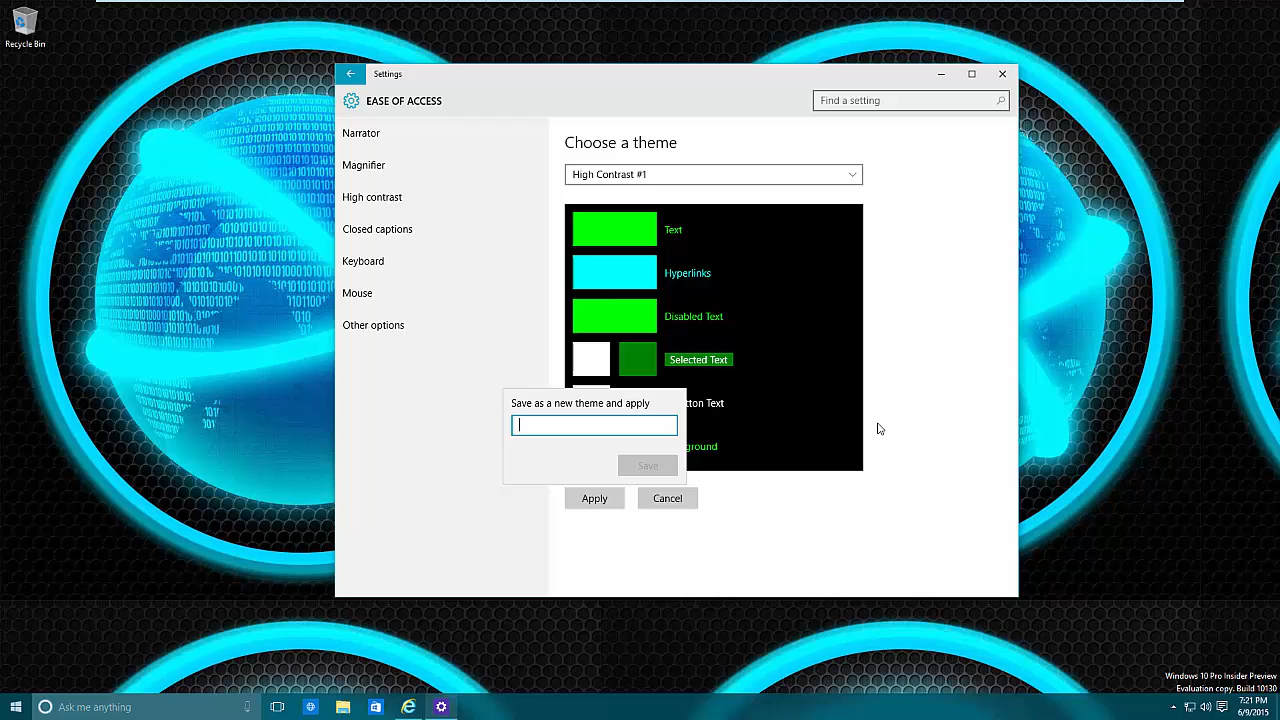 Recycle Bin
Settings
EASE OF ACCESS
Find a setting
Narrator
Magnifier
High contrast
Closed captions
Keyboard
Mouse
Other options
Choose a theme
High Contrast #1
Text
Hyperlinks
Disabled Text
Selected Text
Save as a new theme and apply
Save
Apply
Cancel
Windows 10 Pro Insider Preview
Evaluation copy. Build 10130
Ask me anything
7:21 PM
6/9/2015